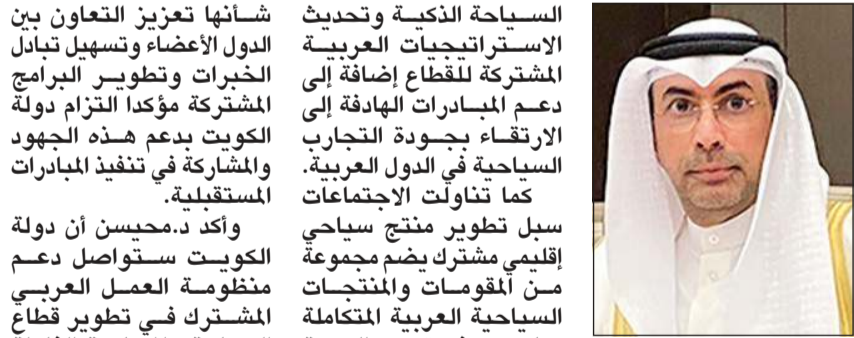 السياحة الذكية وتحديث
الاستراتيجيات العربية
المشتركة للقطاع إضافة إلى
دعم المبادرات الهادفة إلى
الارتقاء بجودة التجارب
السياحية في الدول العربية.
كما تناولت الاجتماعات
سبل تطوير منتج سياحي
إقليمي مشترك يضم مجموعة
من المقومات والمنتجات
السياحية العربية المتكاملة
شأنها تعزيز التعاون بين
الدول الأعضاء وتسهيل تبادل
الخبرات وتطوير البرامج
المشتركة مؤكدا التزام دولة
الكويت بدعم هذه الجهود
والمشاركة في تنفيذ المبادرات
المستقبلية.
وأكد د.محيسن أن دولة
الكويت ستواصل دعم
منظومة العمل العربي
المشترك في تطوير قطاع